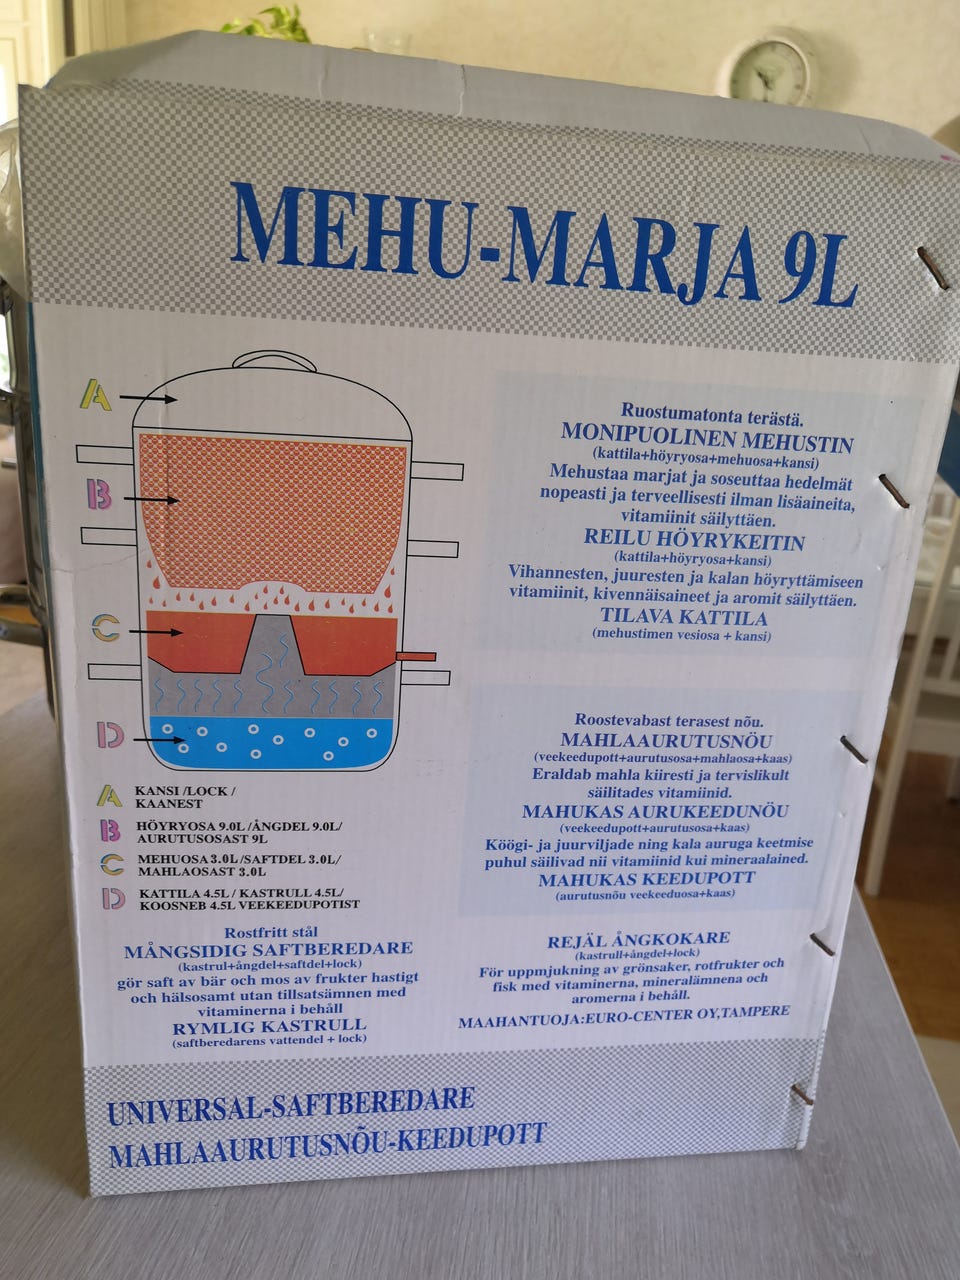 MEHU-MARJA 9L
A
B
C
D
Ruostumatonta terästä.
MONIPUOLINEN MEHUSTIN
(kattila+höyryosa+mehuosa+kansi)
Mehustaa marjat ja soseuttaa hedelmät
nopeasti ja terveellisesti ilman lisäaineita,
vitamiinit säilyttäen.
REILU HÖYRYKEITIN
(kattila+höyryosa+kansi)
Vihannesten, juuresten ja kalan höyryttämiseen
vitamiinit, kivennäisaineet ja aromit säilyttäen.
TILAVA KATTILA
(mehustimen vesiosa + kansi)
Roostevabast terasest nõu.
MAHLAAURUTUSNÕU
(veekeedupott+aurutusosa+mahlaosa+kaas)
Eraldab mahla kiiresti ja tervislikult
säilitades vitamiinid.
MAHUKAS AURUKEEDUNÖU
(veekeedupott+aurutusosa+kaas)
Köögi- ja juurviljade ning kala auruga keetmise
puhul säilivad nii vitamiinid kui mineraalained.
MAHUKAS KEEDUPOTT
(aurutusnõu veekeeduosa+kaas)
A KANSI /LOCK /
KAANEST
B HÖYRYOSA 9.0L /ÅNGDEL 9.0L/
AURUTUSOSAST 9L
C MEHUOSA 3.0L /SAFTDEL 3.0L/
MAHLAOSAST 3.0L
D KATTILA 4.5L / KASTRULL 4.5L/
KOOSNEB 4.5L VEEKEEDUPOTIST
Rostfritt stål
MÅNGSIDIG SAFTBEREDARE
(kastrul+ångdel+saftdel+lock)
gör saft av bär och mos av frukter hastigt
och hälsosamt utan tillsatsämnen med
vitaminerna i behåll
RYMLIG KASTRULL
(saftberedarens vattendel + lock)
REJÄL ÅNGKOKARE
(kastrull+ångdel+lock)
För uppmjukning av grönsaker, rotfrukter och
fisk med vitaminerna, mineralämnena och
aromerna i behåll.
MAAHANTUOJA:EURO-CENTER OY,TAMPERE
UNIVERSAL-SAFTBEREDARE
MAHLAAURUTUSNÕU-KEEDUPOTT